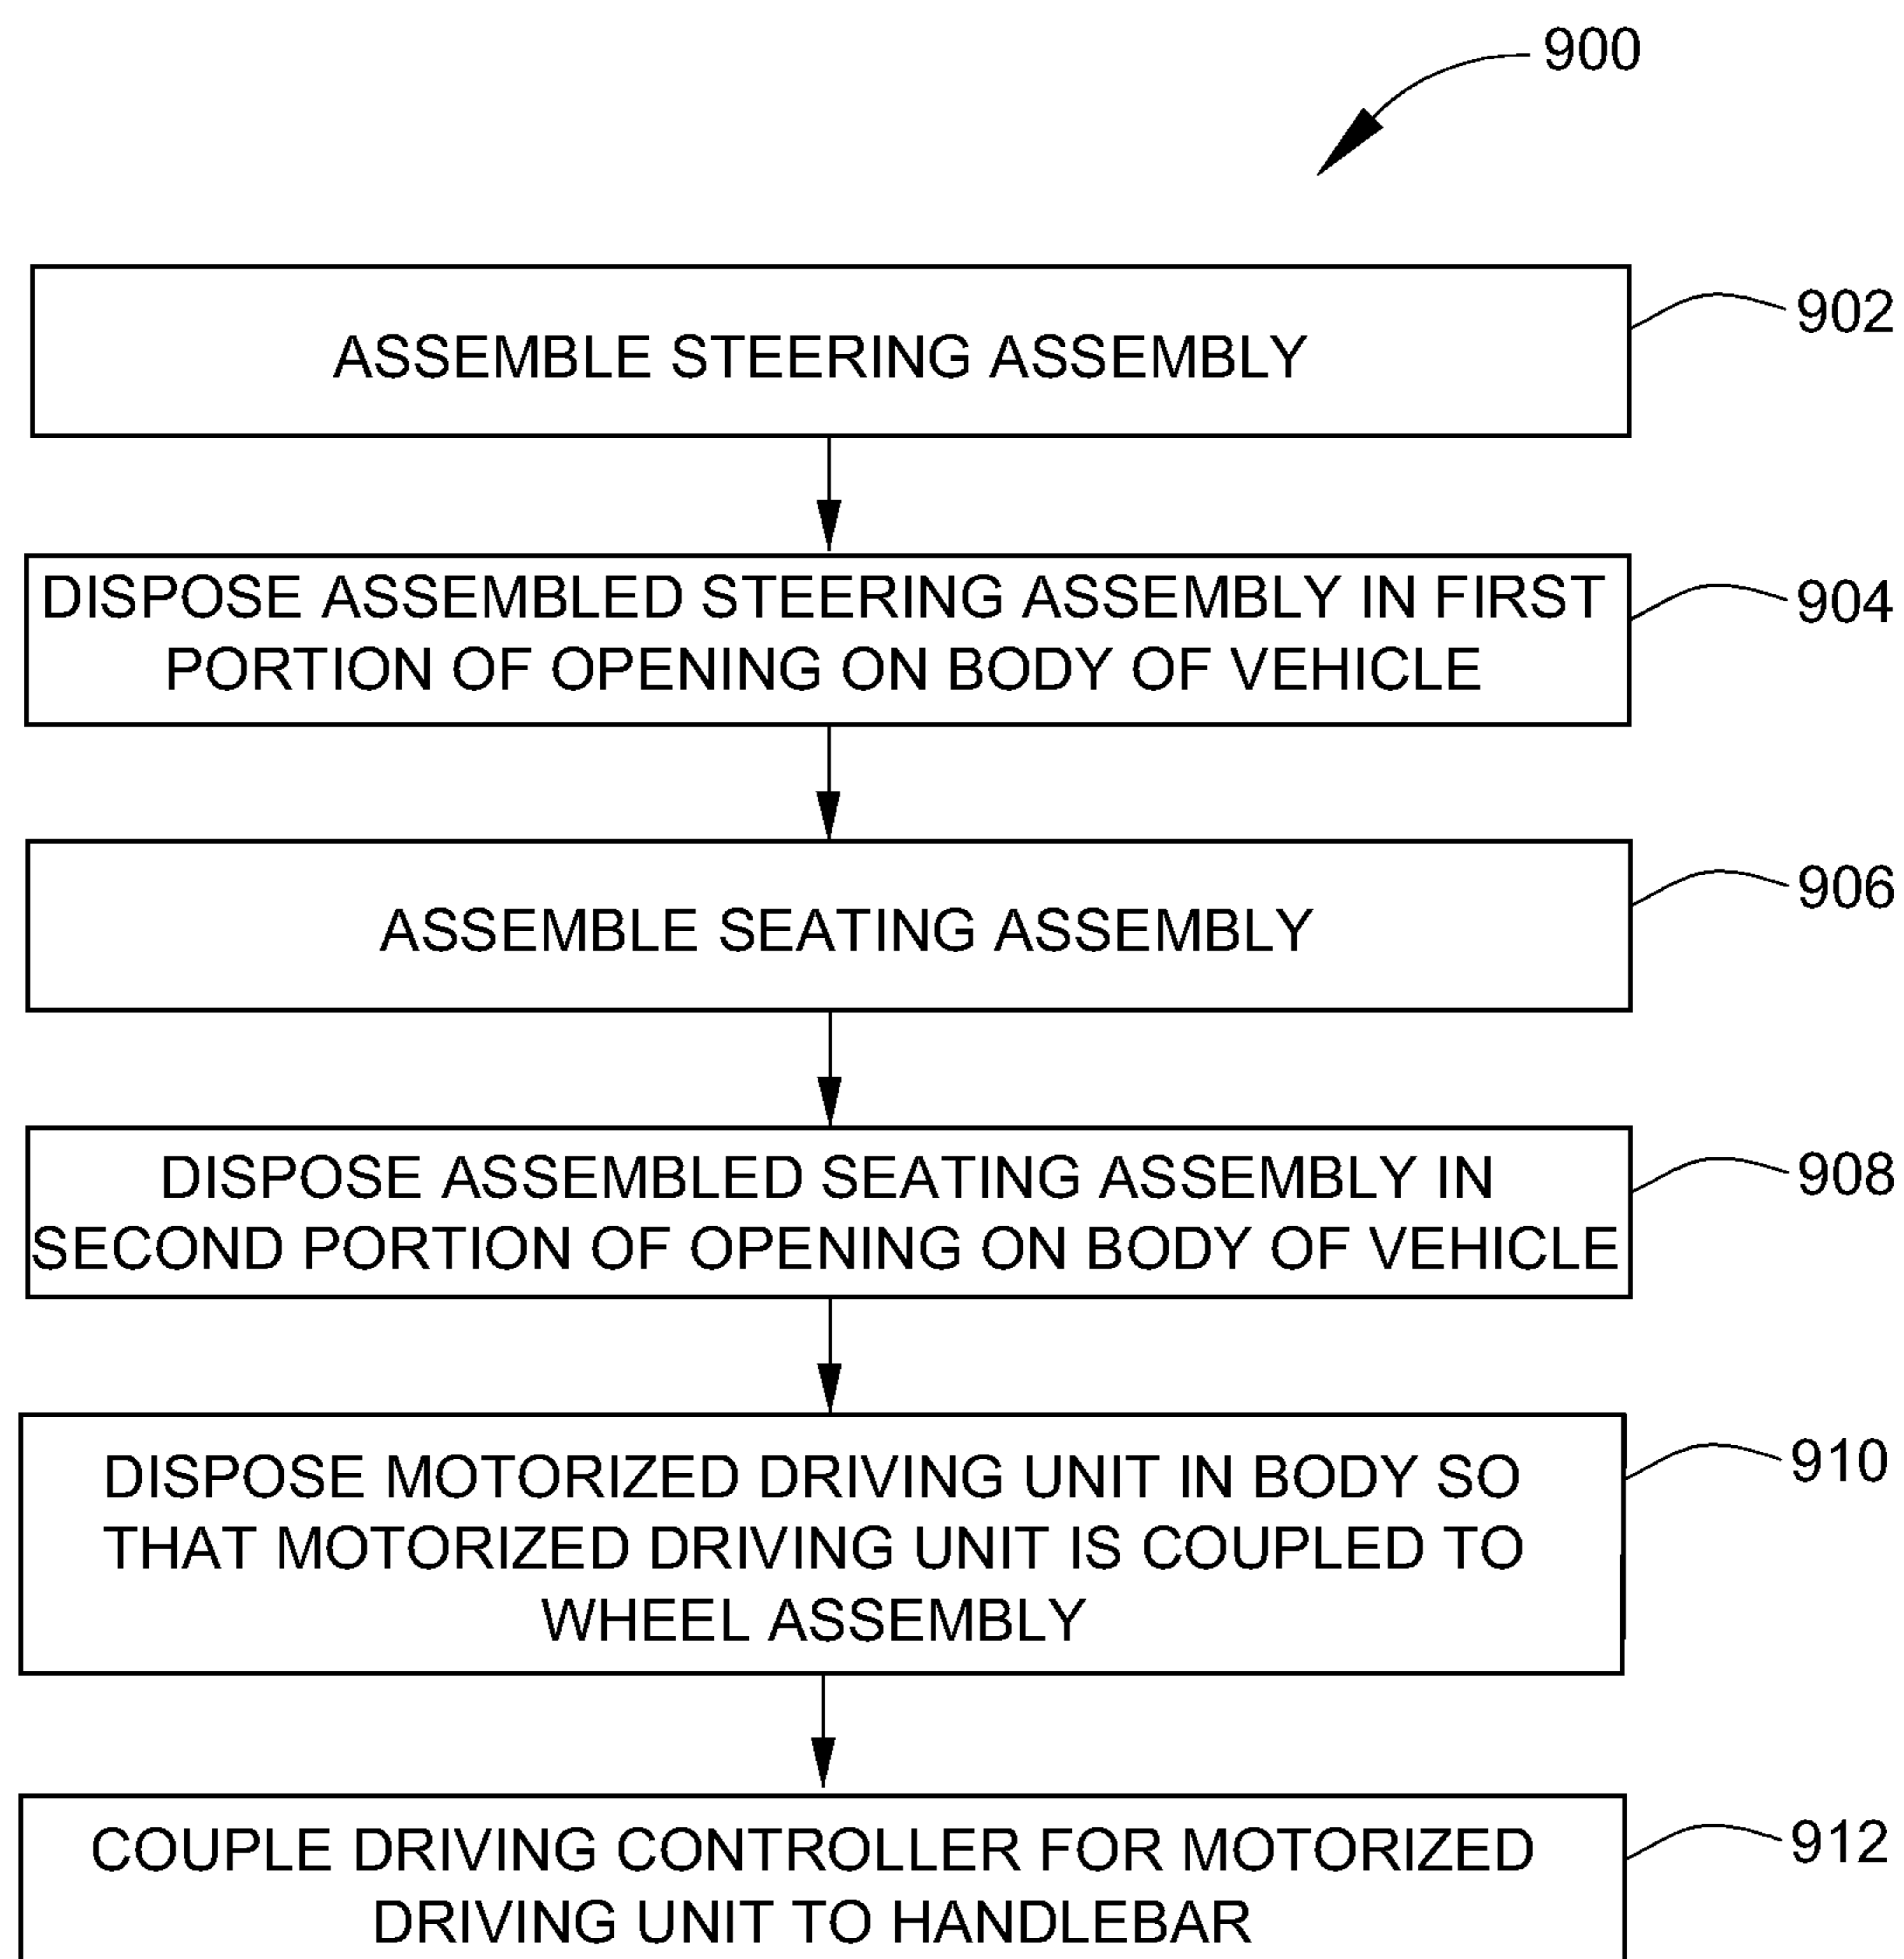 900
ASSEMBLE STEERING ASSEMBLY
902
DISPOSE ASSEMBLED STEERING ASSEMBLY IN FIRST
PORTION OF OPENING ON BODY OF VEHICLE
904
ASSEMBLE SEATING ASSEMBLY
906
DISPOSE ASSEMBLED SEATING ASSEMBLY IN
SECOND PORTION OF OPENING ON BODY OF VEHICLE
908
DISPOSE MOTORIZED DRIVING UNIT IN BODY SO
THAT MOTORIZED DRIVING UNIT IS COUPLED TO
WHEEL ASSEMBLY
910
COUPLE DRIVING CONTROLLER FOR MOTORIZED
DRIVING UNIT TO HANDLEBAR
912